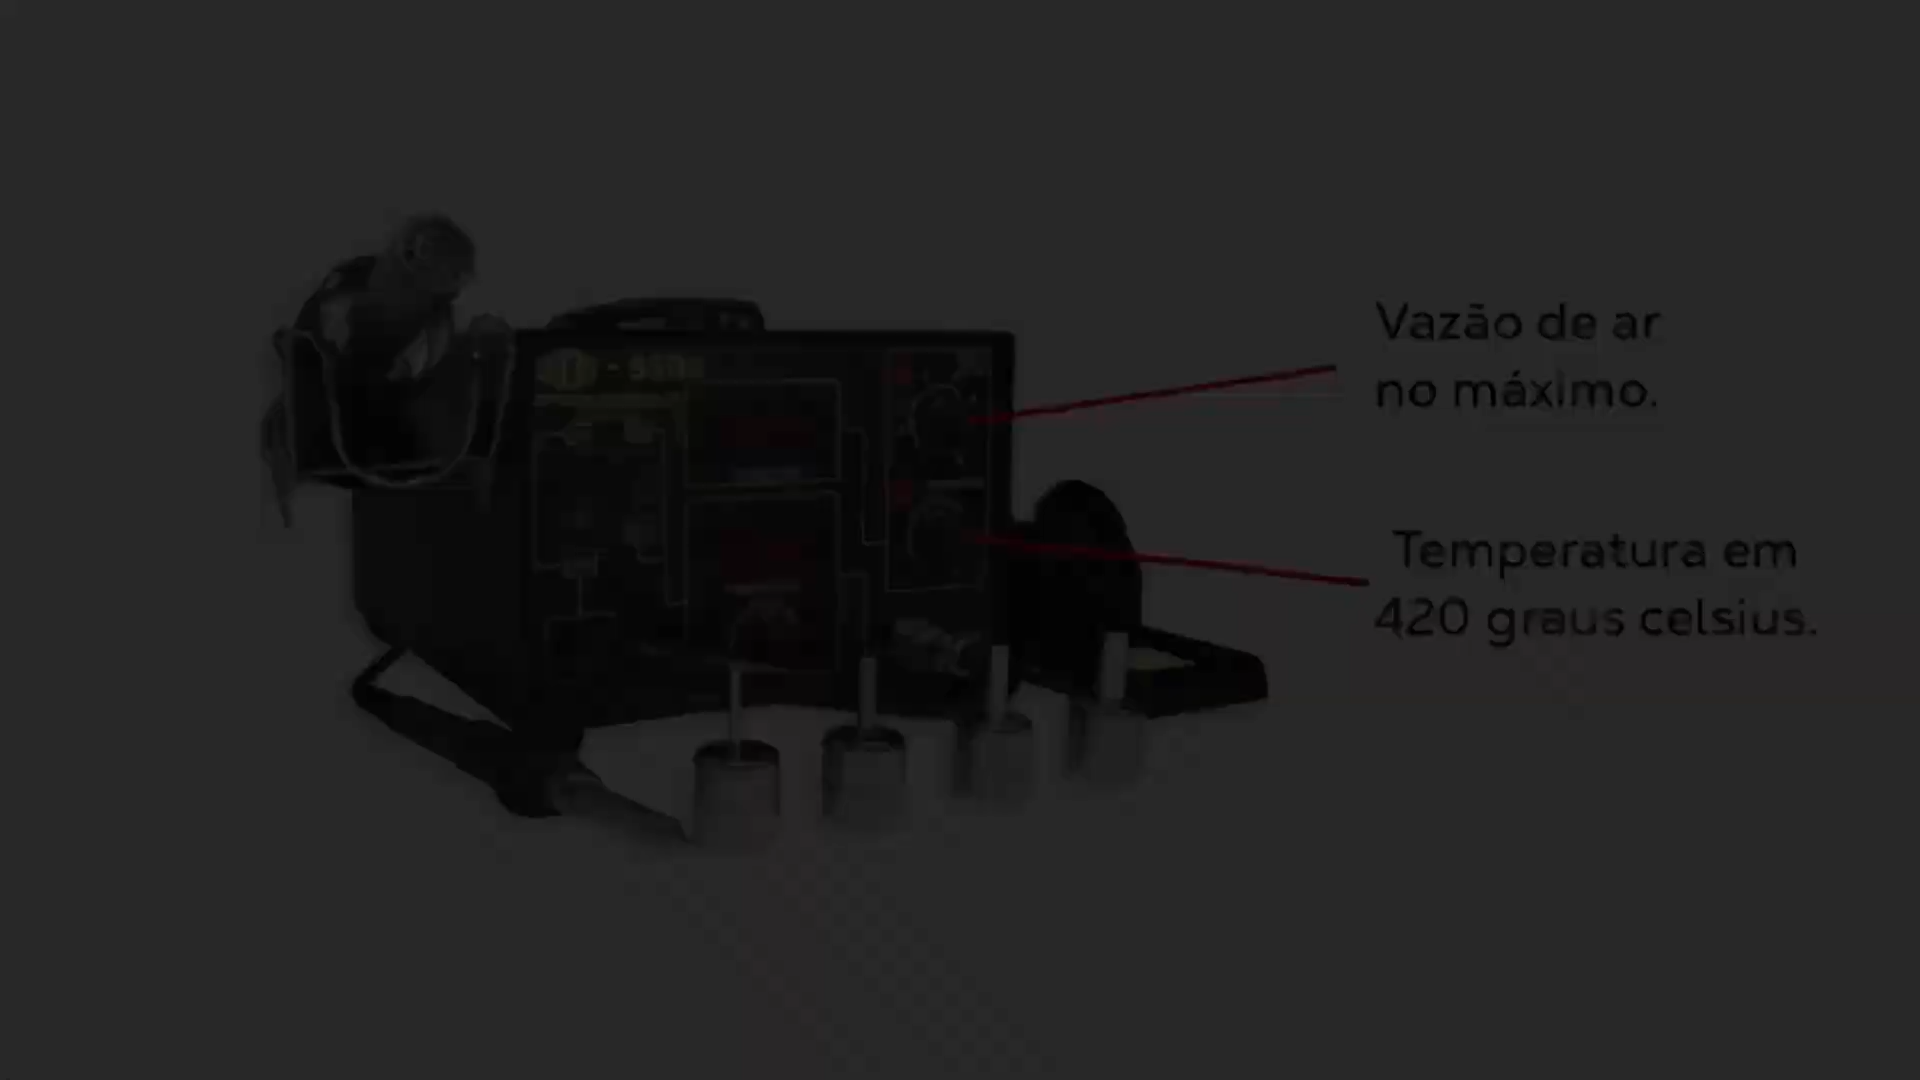 Vazão de ar
no máximo.
Temperatura em
420 graus celsius.